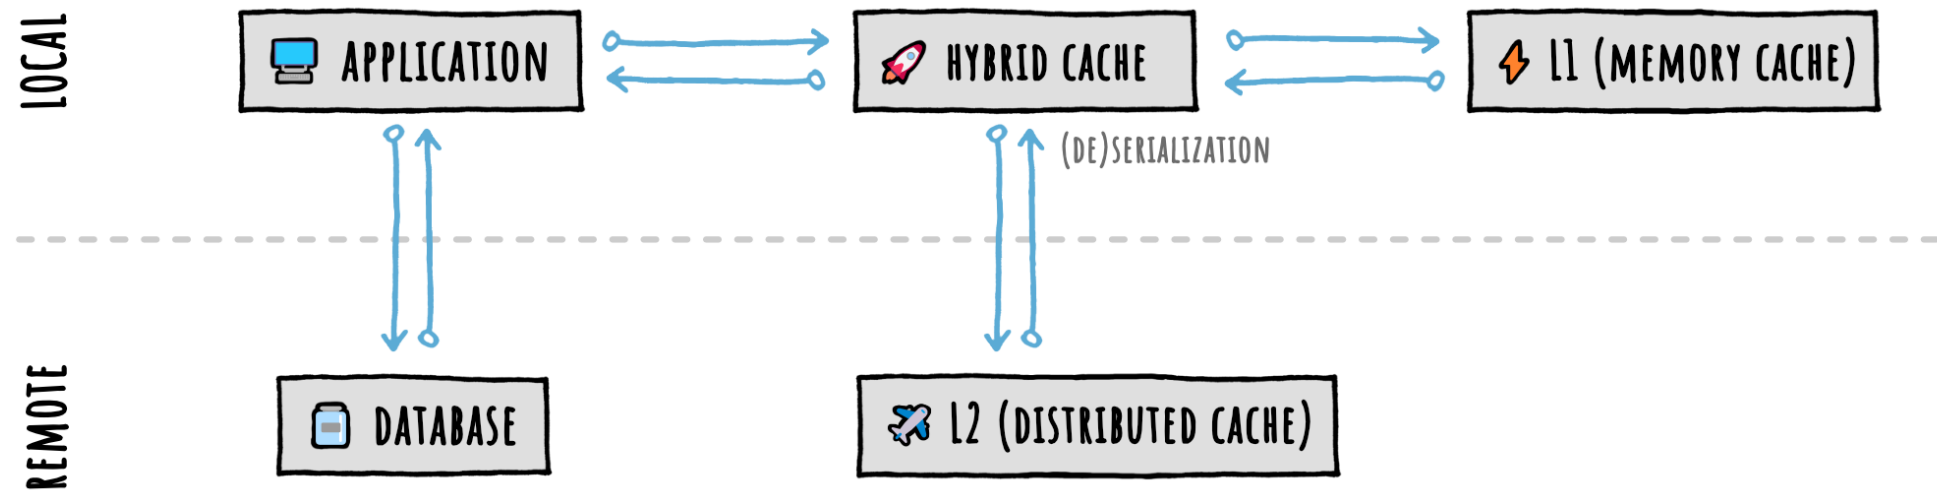 LOCAL
APPLICATION
HYBRID CACHE
L1 (MEMORY CACHE)
(DE)SERIALIZATION
REMOTE
DATABASE
L2 (DISTRIBUTED CACHE)